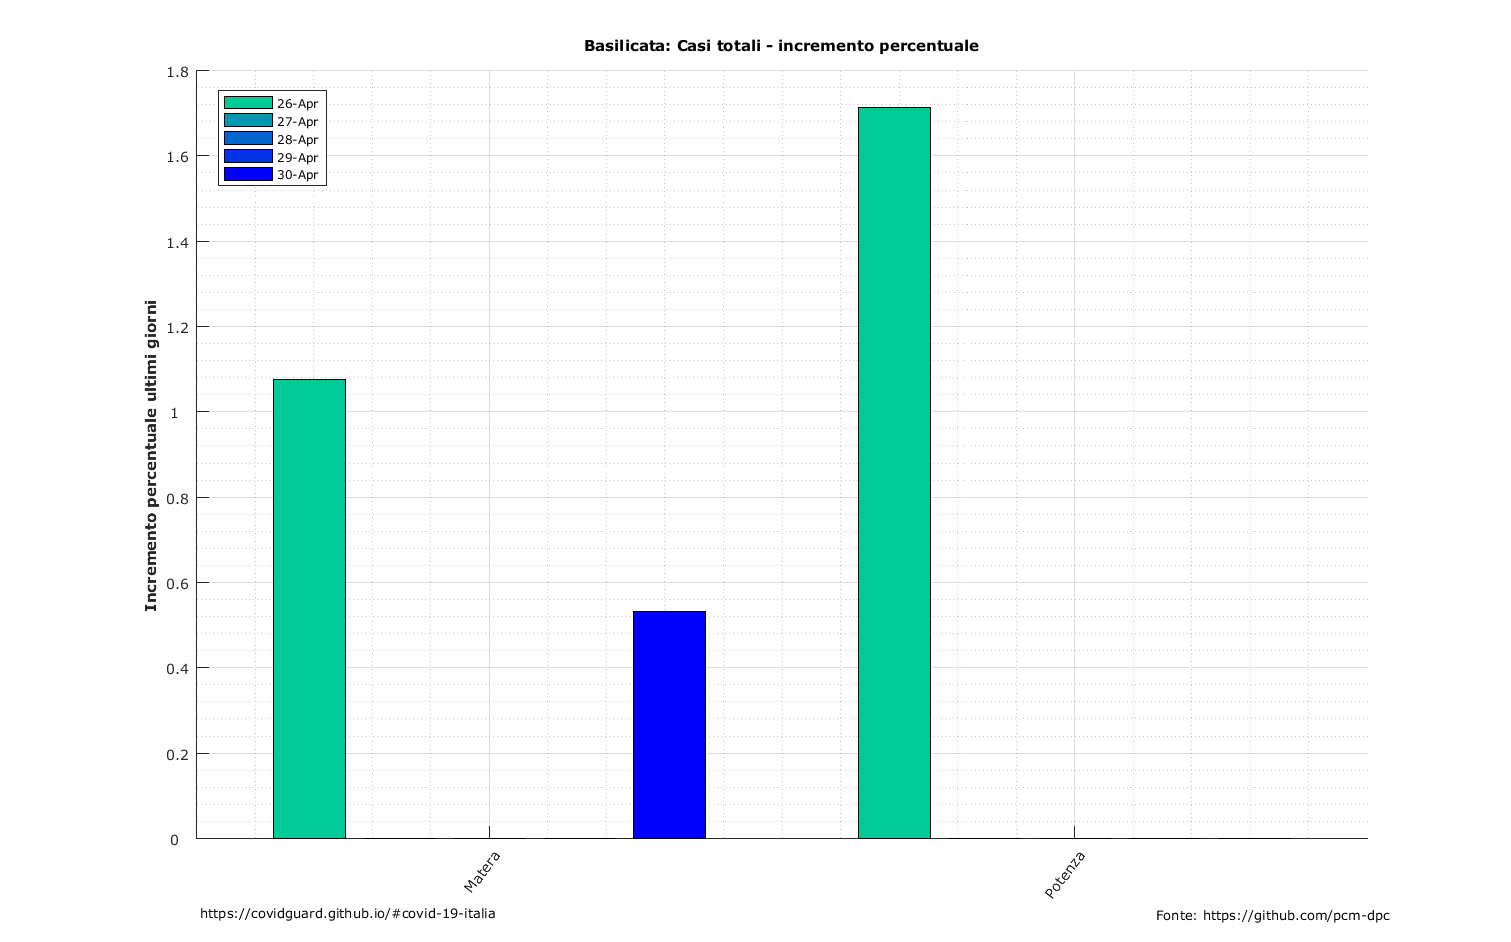 Basilicata: Casi totali - incremento percentuale
26-Apr
27-Apr
28-Apr
29-Apr
30-Apr
Incremento percentuale ultimi giorni
1.8
1.6
1.4
1.2
1
0.8
0.6
0.4
0.2
0
Matera
Potenza
https://covidguard.github.io/#covid-19-italia
Fonte: https://github.com/pcm-dpc